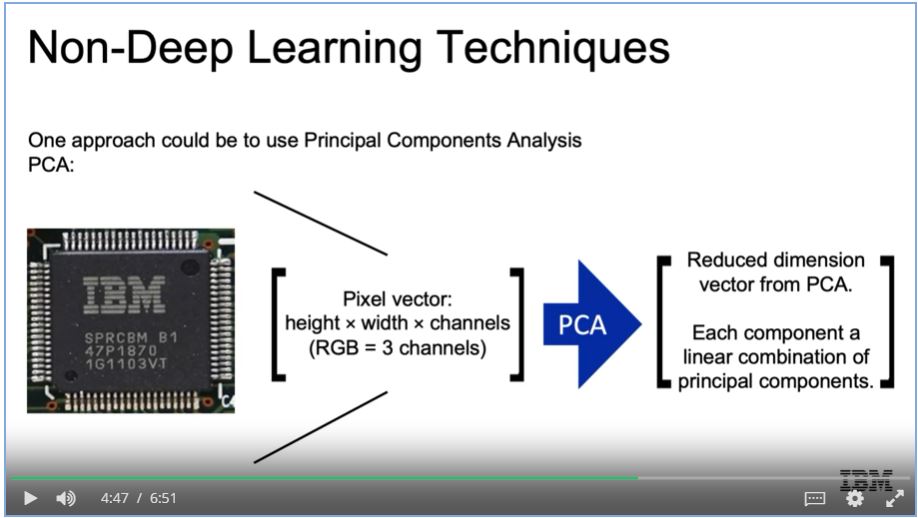 Non-Deep Learning Techniques
One approach could be to use Principal Components Analysis
PCA:
IBM
SPRCBM B1
47P1870
1G1103VT
Pixel vector:
height × width × channels
(RGB = 3 channels)
PCA
Reduced dimension
vector from PCA.
Each component a
linear combination of
principal components.
IBM
4:47 / 6:51